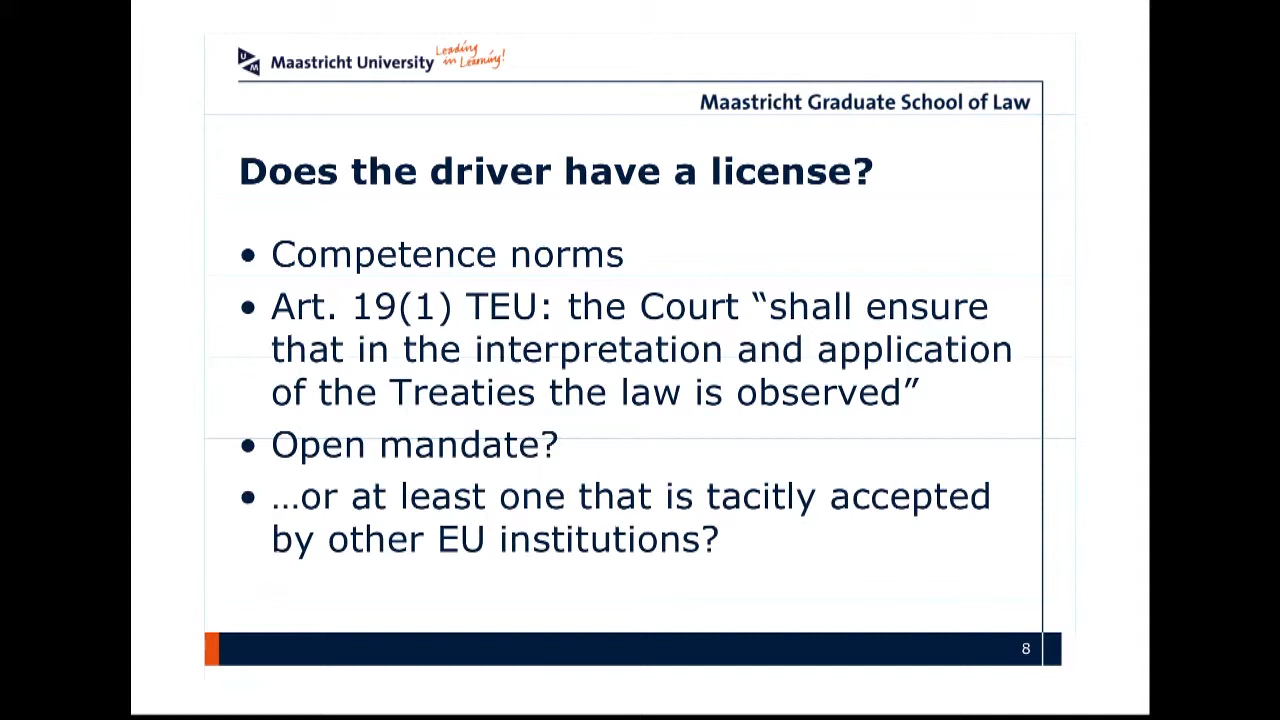 UM
Maastricht University
Leading
in Learning!
Maastricht Graduate School of Law
Does the driver have a license?
• Competence norms
• Art. 19(1) TEU: the Court “shall ensure
that in the interpretation and application
of the Treaties the law is observed”
• Open mandate?
• …or at least one that is tacitly accepted
by other EU institutions?
8